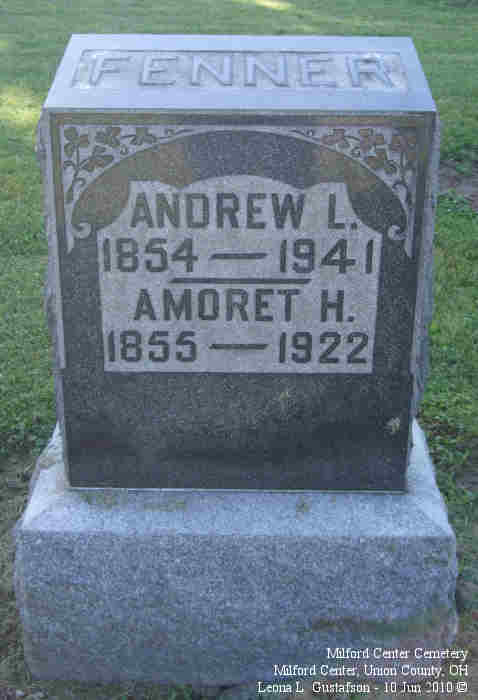 FENNER
ANDREW L.
1854 — 1941
AMORET H.
1855 — 1922
Milford Center Cemetery
Milford Center, Union County, OH
Leona L. Gustafson - 10 Jun 2010 ©